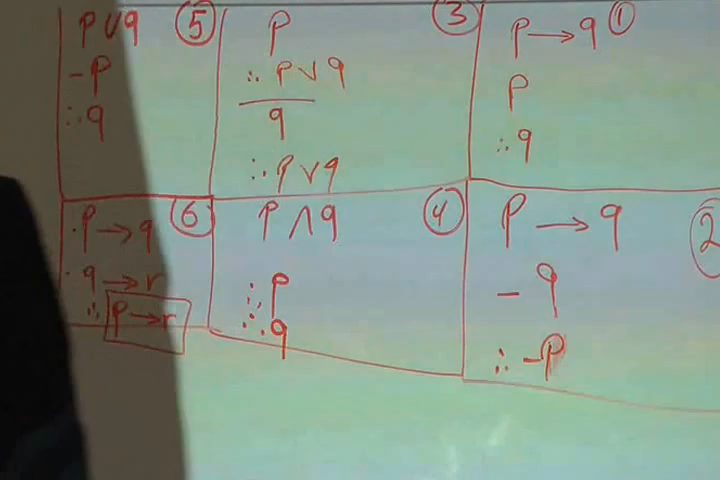 p ∨ q ⑤
-p
∴ q
p ③
∴ p ∨ q
q
∴ p ∨ q
p → q ①
p
∴ q
· p → q ⑥
· q → r
∴ p → r
p ∧ q ④
∴ p
∴ q
p → q ②
- q
∴ -p